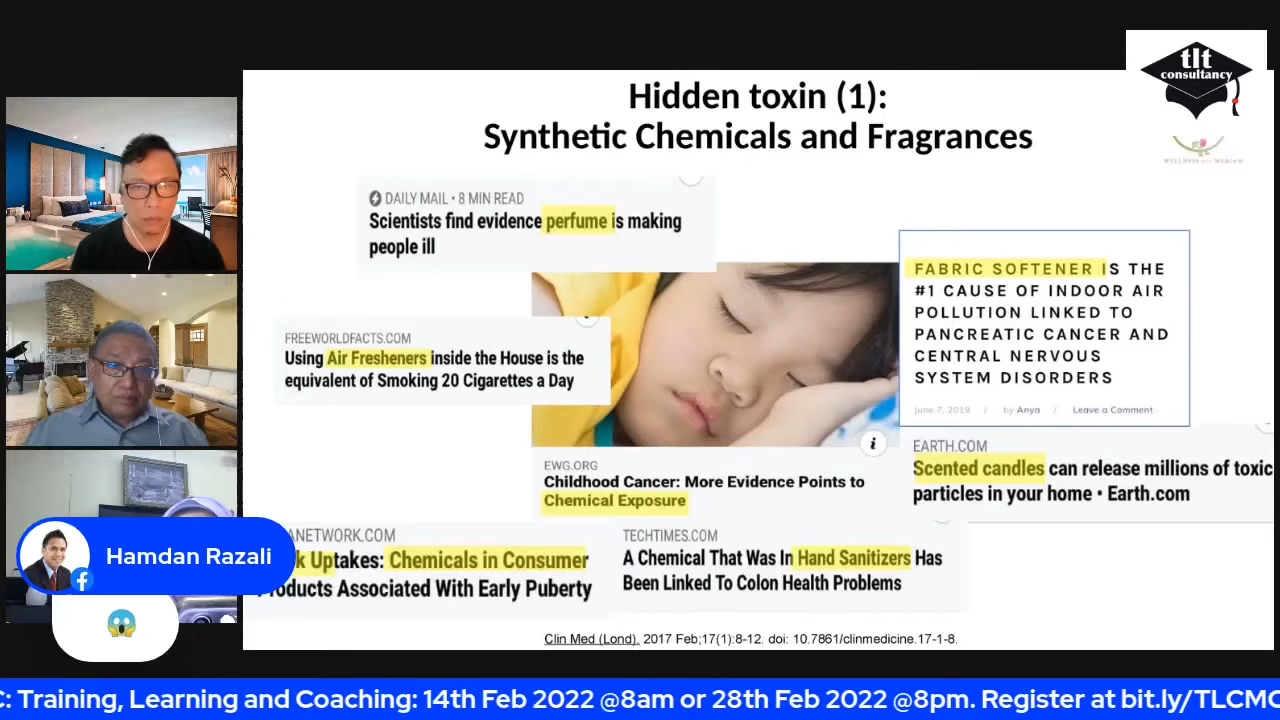 tlt
consultancy
WELLNESS WITH MARIAM
Hidden toxin (1):
Synthetic Chemicals and Fragrances
DAILY MAIL • 8 MIN READ
Scientists find evidence perfume is making
people ill
FREEWORLDFACTS.COM
Using Air Fresheners inside the House is the
equivalent of Smoking 20 Cigarettes a Day
FABRIC SOFTENER IS THE
#1 CAUSE OF INDOOR AIR
POLLUTION LINKED TO
PANCREATIC CANCER AND
CENTRAL NERVOUS
SYSTEM DISORDERS
June 7, 2019 / by Anya / Leave a Comment
EWG.ORG
Childhood Cancer: More Evidence Points to
Chemical Exposure
EARTH.COM
Scented candles can release millions of toxic
particles in your home • Earth.com
ANETWORK.COM
k Uptakes: Chemicals in Consumer
Products Associated With Early Puberty
TECHTIMES.COM
A Chemical That Was In Hand Sanitizers Has
Been Linked To Colon Health Problems
Clin Med (Lond). 2017 Feb;17(1):8-12. doi: 10.7861/clinmedicine.17-1-8.
Hamdan Razali
C: Training, Learning and Coaching: 14th Feb 2022 @8am or 28th Feb 2022 @8pm. Register at bit.ly/TLCMC